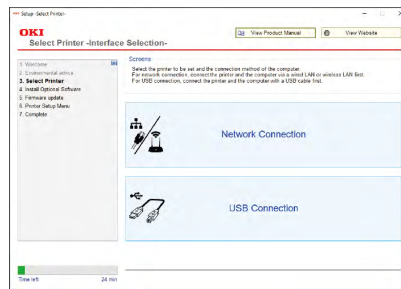 Setup -Select Printer-
OKI
View Product Manual
View Website
Select Printer -Interface Selection-
1. Welcome
2. Environmental advice
3. Select Printer
4. Install Optional Software
5. Firmware update
6. Printer Setup Menu
7. Complete
Screens
Select the printer to be set and the connection method of the computer.
For network connection, connect the printer and the computer via a wired LAN or wireless LAN first.
For USB connection, connect the printer and the computer with a USB cable first.
Network Connection
USB Connection
Time left
24 min